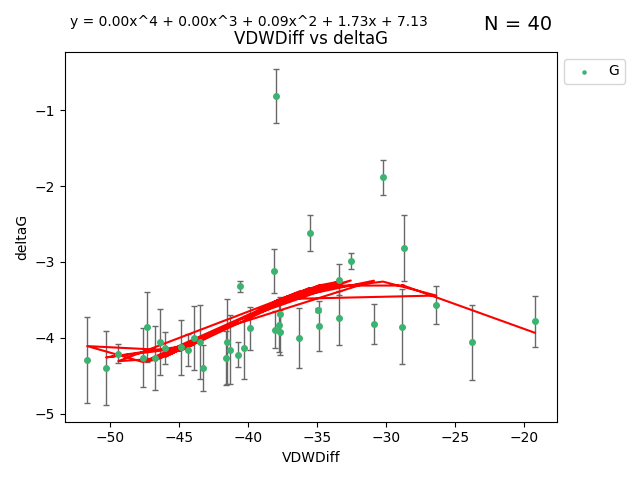 y = 0.00x^4 + 0.00x^3 + 0.09x^2 + 1.73x + 7.13
N = 40
VDWDiff vs deltaG
G
−1
−2
−3
−4
−5
deltaG
−50 −45 −40 −35 −30 −25 −20
VDWDiff